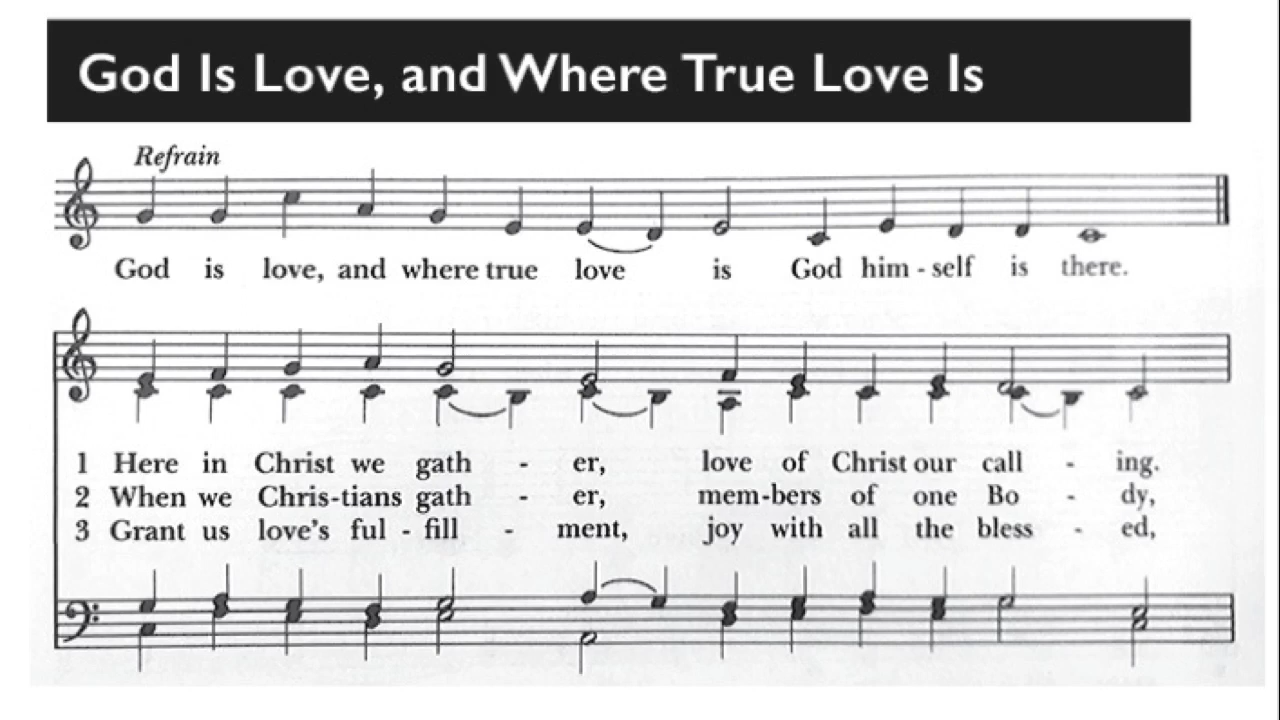 God Is Love, and Where True Love Is
Refrain
God is love, and where true love is God him - self is there.
1 Here in Christ we gath - er, love of Christ our call - ing.
2 When we Chris-tians gath - er, mem-bers of one Bo - dy,
3 Grant us love's ful - fill - ment, joy with all the bless - ed,